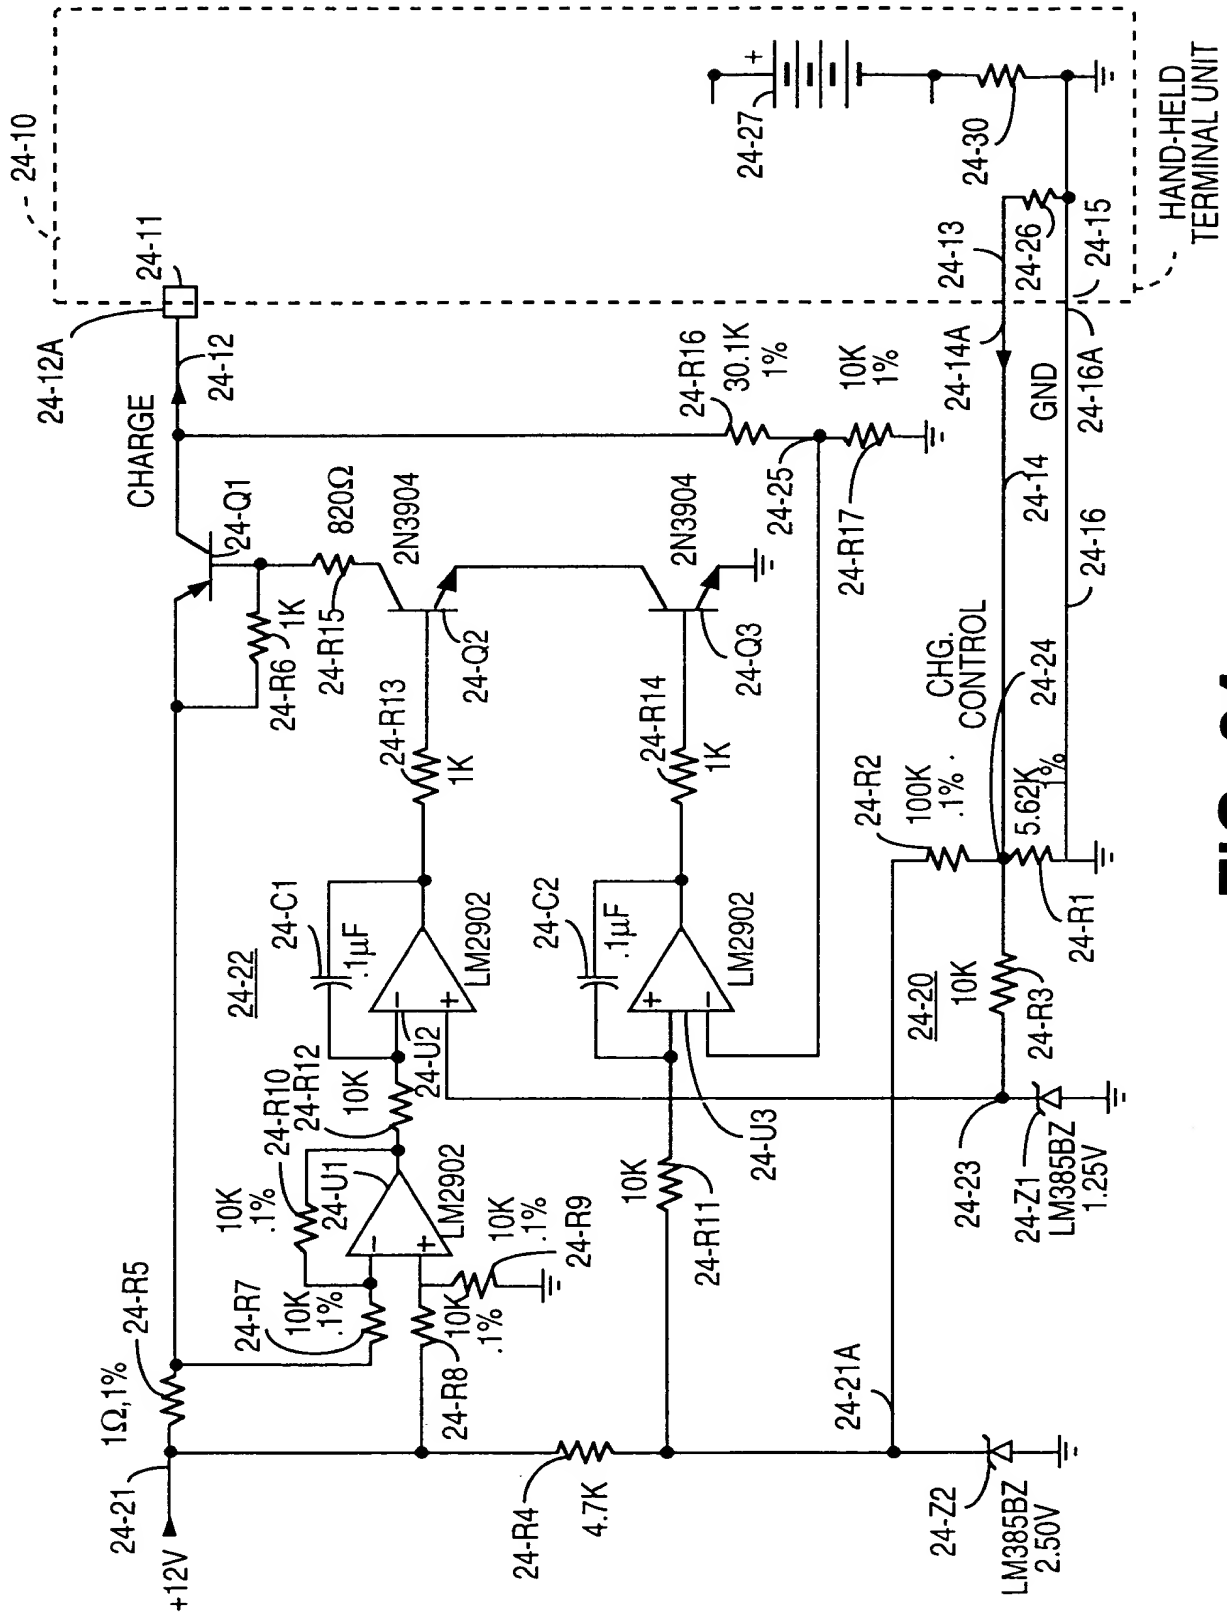 24-10
HAND-HELD
TERMINAL UNIT
+12V
24-21
1Ω,1%
24-R5
24-R7
10K
.1%
10K
.1%
24-R10
24-U1
LM2902
24-R8
10K
.1%
10K
.1%
24-R9
24-R12
10K
24-U2
LM2902
24-22
24-C1
.1µF
24-R13
1K
24-R6
1K
24-R15
820Ω
24-Q1
CHARGE
24-12
24-12A
24-11
2N3904
24-Q2
24-R4
4.7K
10K
24-R11
24-U3
LM2902
24-C2
.1µF
24-R14
1K
2N3904
24-Q3
24-R16
30.1K
1%
24-25
10K
1%
24-R17
24-27
+
24-30
24-21A
24-Z2
LM385BZ
2.50V
24-23
24-Z1
LM385BZ
1.25V
24-20
10K
24-R3
24-R2
100K
.1%
5.62K
1%
24-R1
CHG.
CONTROL
24-24
24-14
24-16
GND
24-14A
24-16A
24-13
24-26
24-15